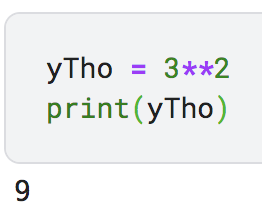 yTho = 3**2
print(yTho)
9